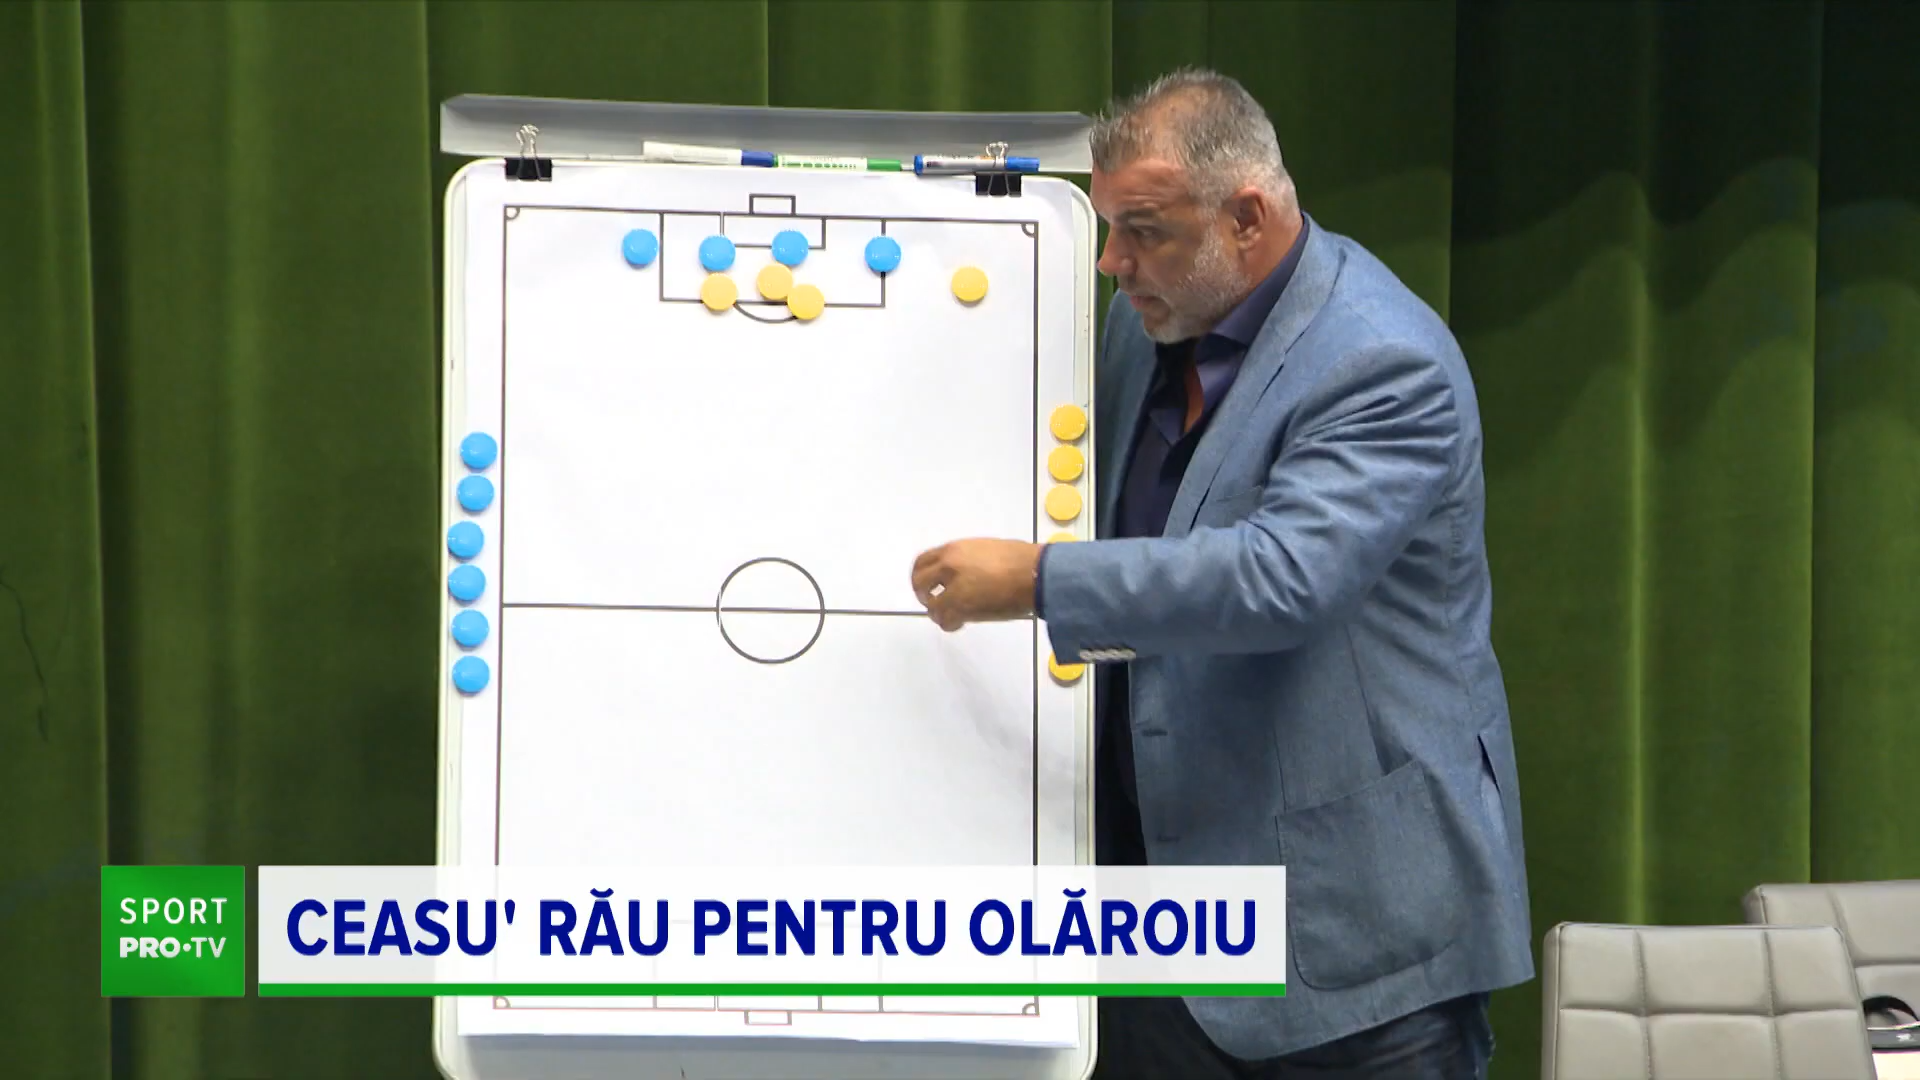 SPORT
PRO•TV
CEASU' RĂU PENTRU OLĂROIU